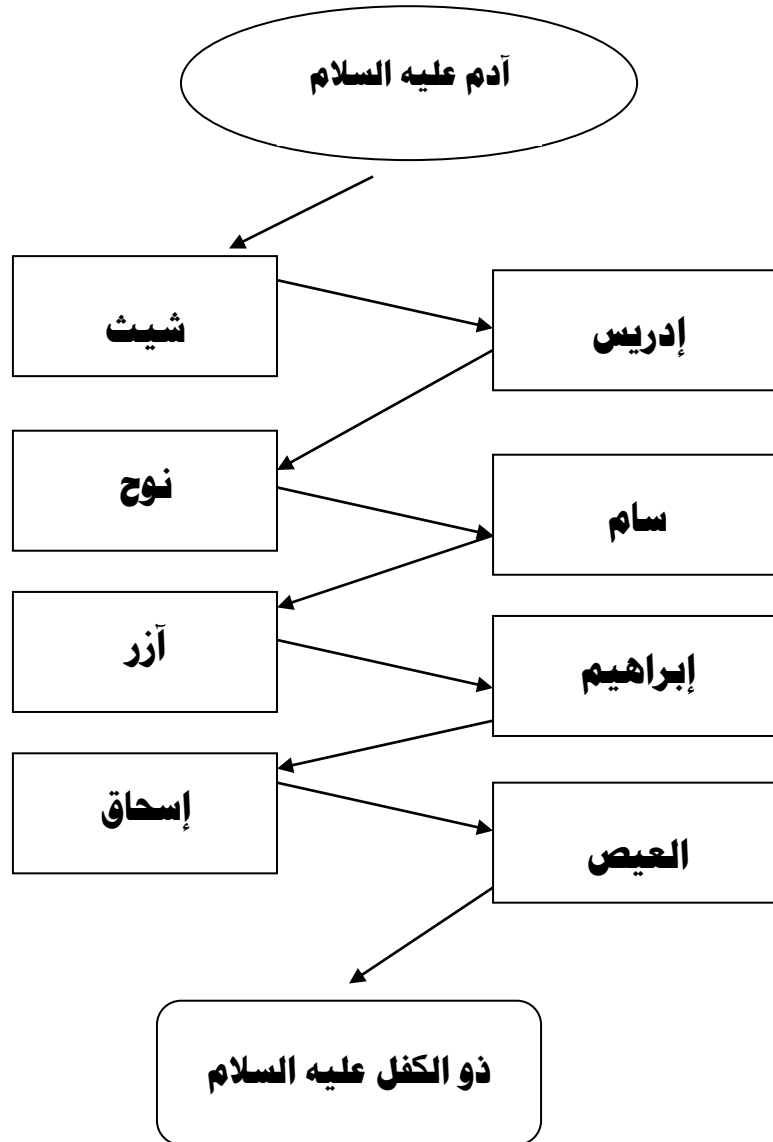 آدم عليه السلام
شيث
إدريس
نوح
سام
آزر
إبراهيم
إسحاق
العيص
ذو الكفل عليه السلام